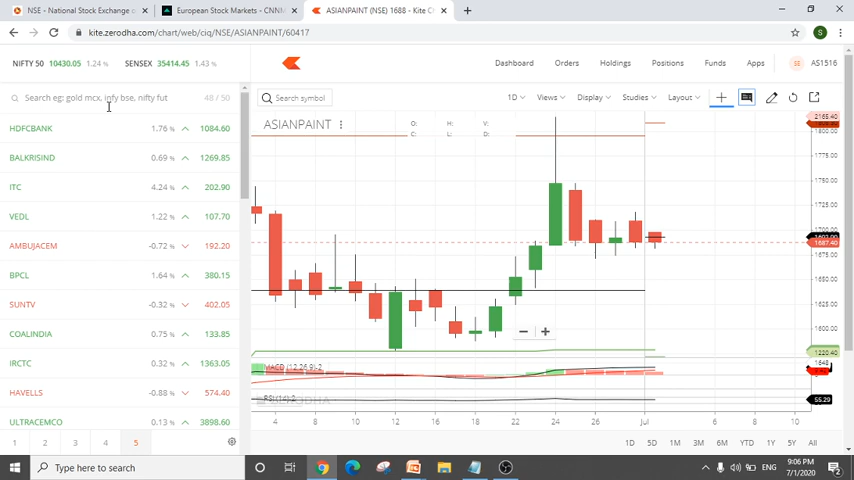 NSE - National Stock Exchange o
European Stock Markets - CNNM
ASIANPAINT (NSE) 1688 - Kite C
kite.zerodha.com/chart/web/ciq/NSE/ASIANPAINT/60417
S
NIFTY 50 10430.05 1.24 %
SENSEX 35414.45 1.43 %
Dashboard
Orders
Holdings
Positions
Funds
Apps
SE
AS1516
Search eg: gold mcx, infy bse, nifty fut
48 / 50
HDFCBANK 1.76 % 1084.60
BALKRISIND 0.69 % 1269.85
ITC 4.24 % 202.90
VEDL 1.22 % 107.70
AMBUJACEM -0.72 % 192.20
BPCL 1.64 % 380.15
SUNTV -0.32 % 402.05
COALINDIA 0.75 % 133.85
IRCTC 0.32 % 1363.05
HAVELLS -0.88 % 574.40
ULTRACEMCO 0.13 % 3898.60
1 2 3 4 5
Search symbol
1D
Views
Display
Studies
Layout
ASIANPAINT
O: H: V:
C: L:
2165.40
1800.00
1775.00
1750.00
1725.00
1687.40
1675.00
1650.00
1625.00
1600.00
1220.40
MACD (12,26,9):2
RSI(14):2
55.29
4 8 10 12 16 18 22 24 26 Jul 8 10
1D 5D 1M 3M 6M YTD 1Y 5Y All
Type here to search
ENG
9:06 PM
7/1/2020
2